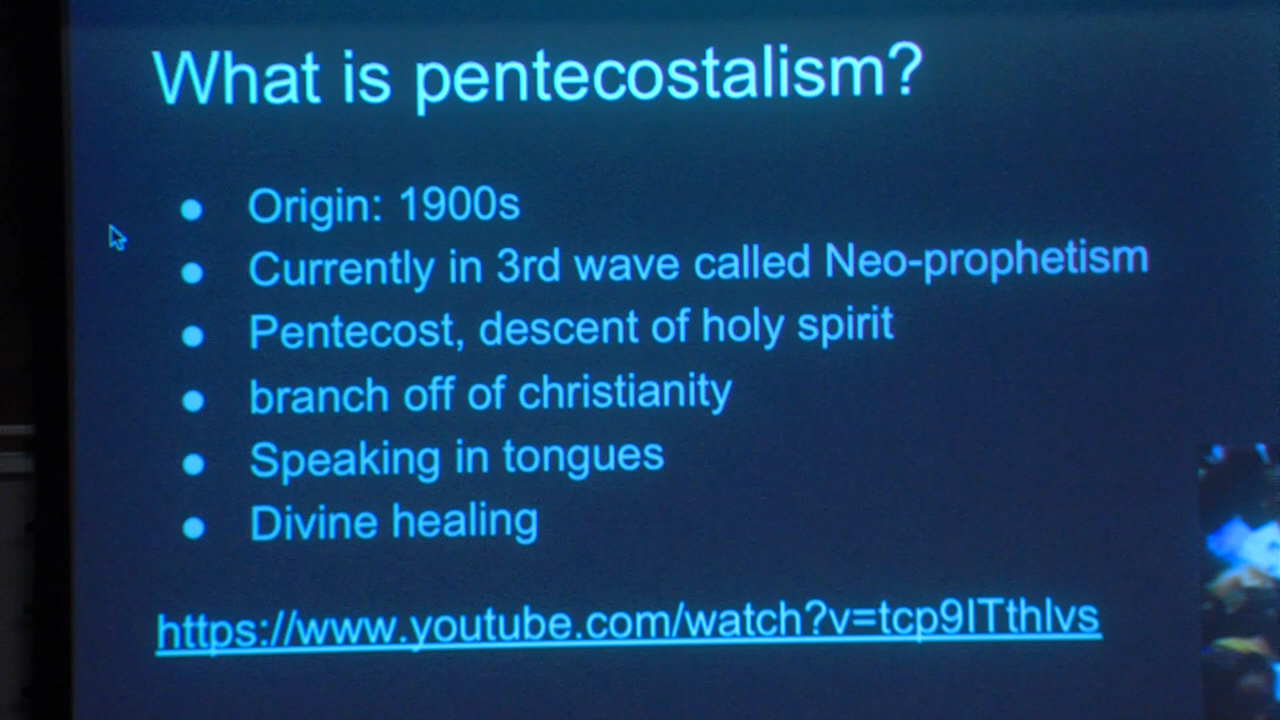 What is pentecostalism?
● Origin: 1900s
● Currently in 3rd wave called Neo-prophetism
● Pentecost, descent of holy spirit
● branch off of christianity
● Speaking in tongues
● Divine healing
https://www.youtube.com/watch?v=tcp9ITthIvs